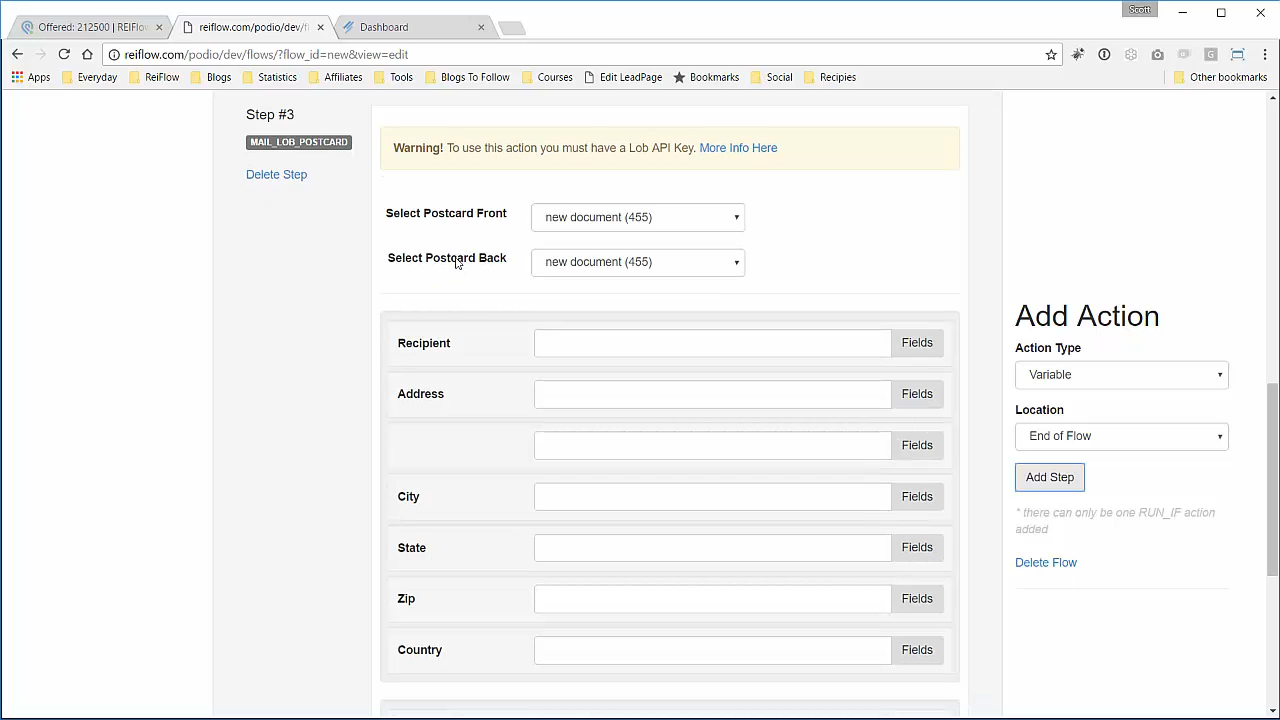 Scott
Offered: 212500 | REIFlo
reiflow.com/podio/dev/f
Dashboard
reiflow.com/podio/dev/flows/?flow_id=new&view=edit
Apps Everyday ReiFlow Blogs Statistics Affiliates Tools Blogs To Follow Courses Edit LeadPage Bookmarks Social Recipies Other bookmarks
Step #3
MAIL_LOB_POSTCARD
Delete Step
Warning! To use this action you must have a Lob API Key. More Info Here
Select Postcard Front new document (455)
Select Postcard Back new document (455)
Recipient Fields
Address Fields
Fields
City Fields
State Fields
Zip Fields
Country Fields
Add Action
Action Type
Variable
Location
End of Flow
Add Step
* there can only be one RUN_IF action
added
Delete Flow